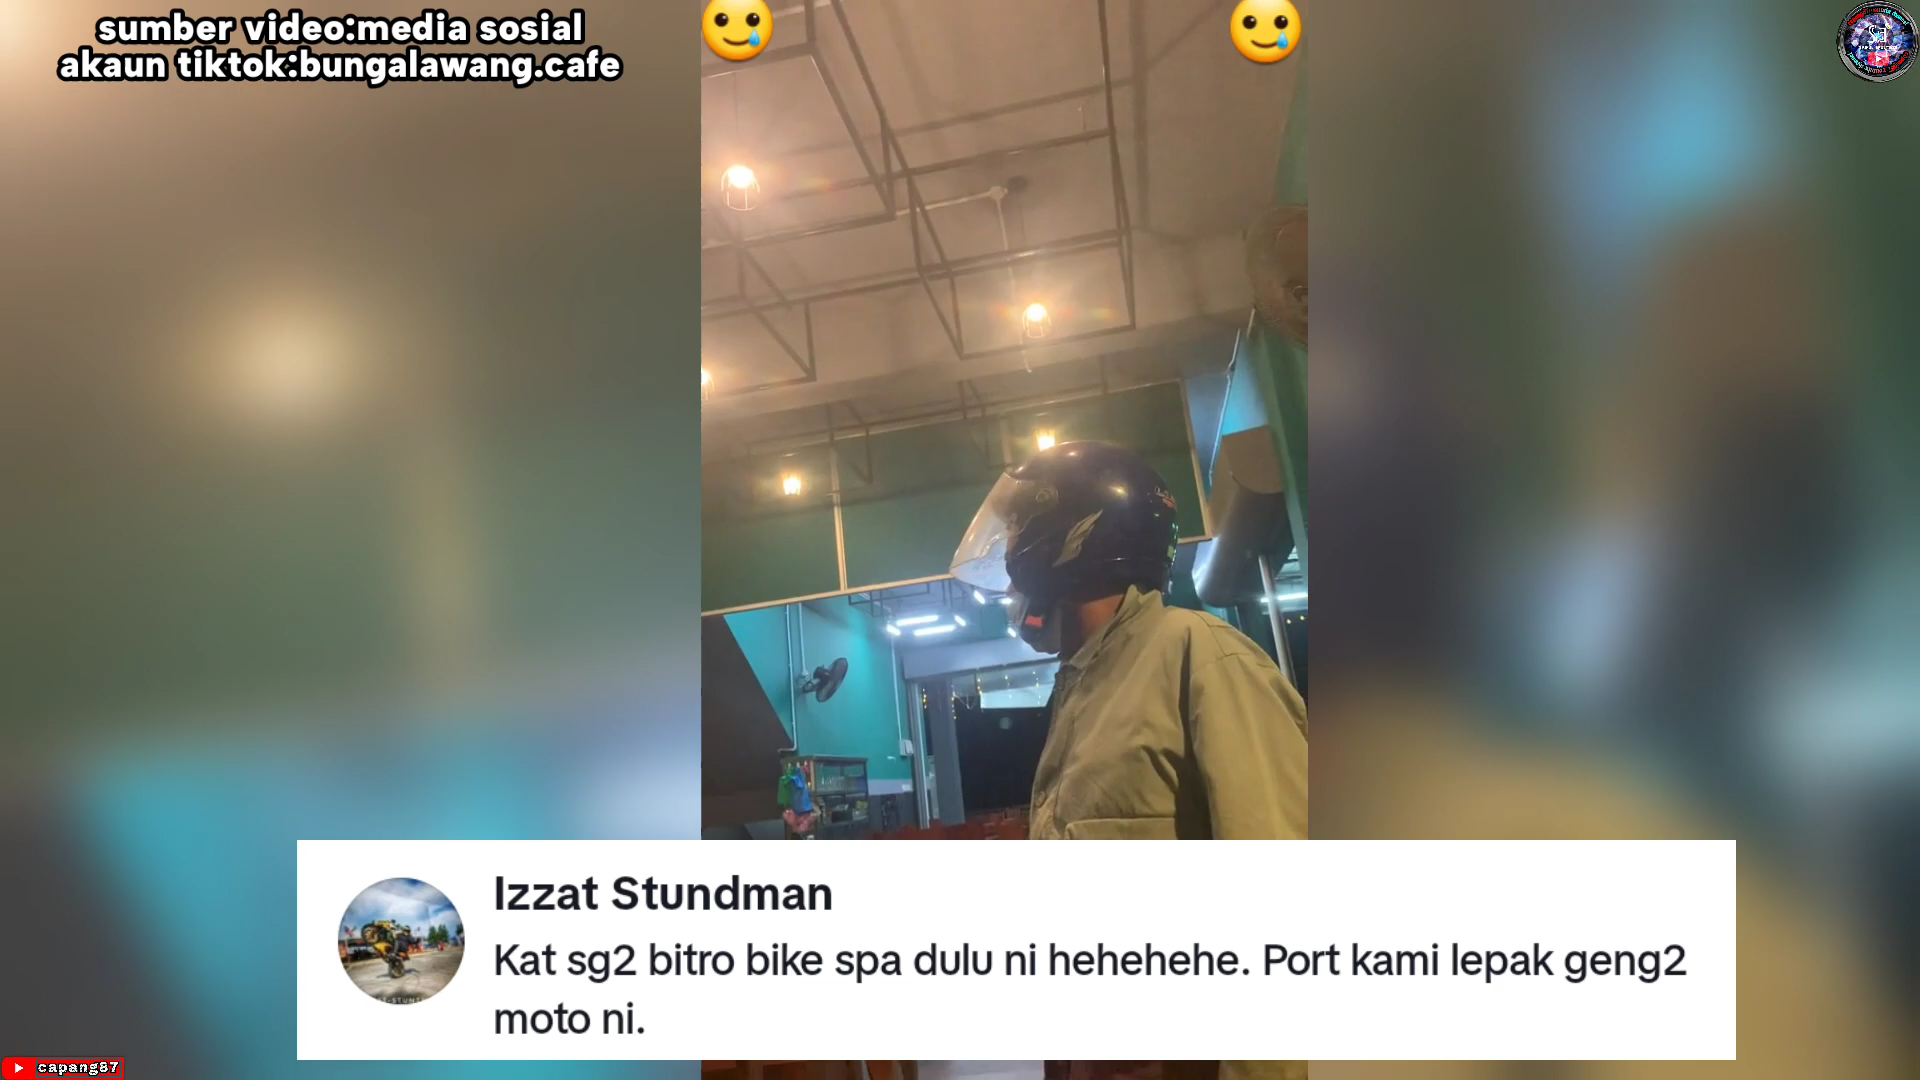 sumber video:media sosial
akaun tiktok:bungalawang.cafe
Izzat Stundman
Kat sg2 bitro bike spa dulu ni hehehehe. Port kami lepak geng2
moto ni.
capang87